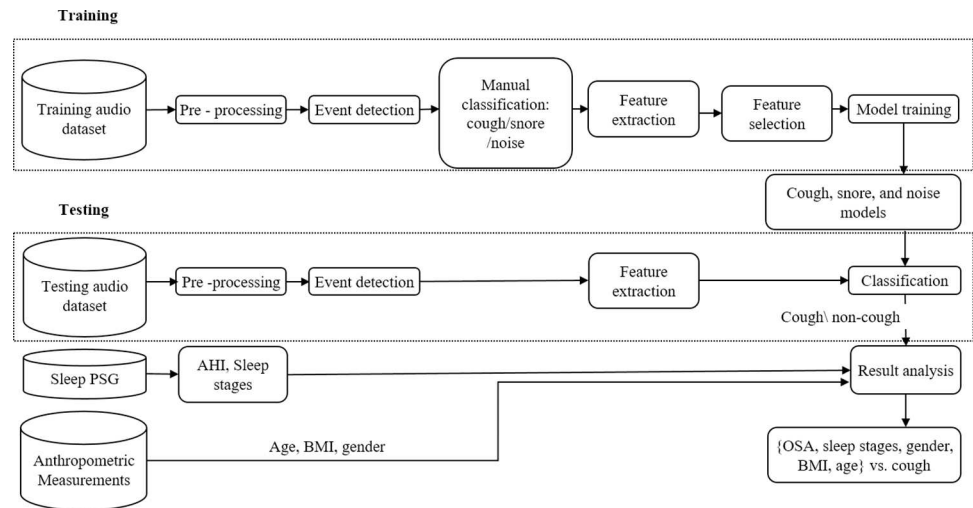 Training
Training audio
dataset
Pre - processing
Event detection
Manual
classification:
cough/snore
/noise
Feature
extraction
Feature
selection
Model training
Cough, snore, and noise
models
Testing
Testing audio
dataset
Pre -processing
Event detection
Feature
extraction
Classification
Cough\ non-cough
Sleep PSG
AHI, Sleep
stages
Result analysis
Anthropometric
Measurements
Age, BMI, gender
{OSA, sleep stages, gender,
BMI, age} vs. cough